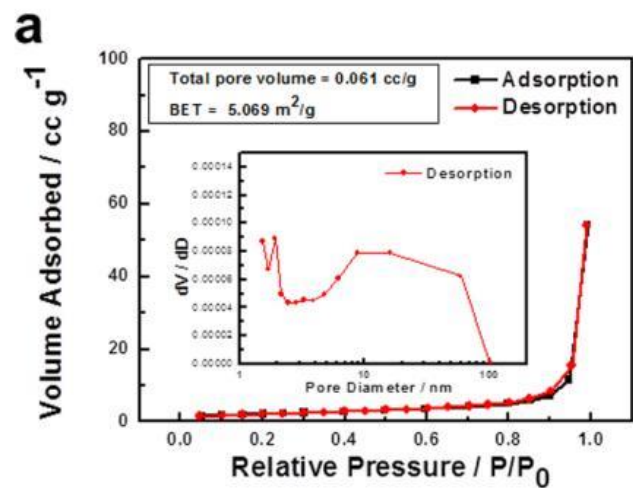 a
Total pore volume = 0.061 cc/g
BET = 5.069 m²/g
Adsorption
Desorption
Volume Adsorbed / cc g⁻¹
100
80
60
40
20
0
0.0 0.2 0.4 0.6 0.8 1.0
Relative Pressure / P/P₀
Desorption
dV / dD
0.00014
0.00012
0.00010
0.00008
0.00006
0.00004
0.00002
0.00000
1 10 100
Pore Diameter / nm